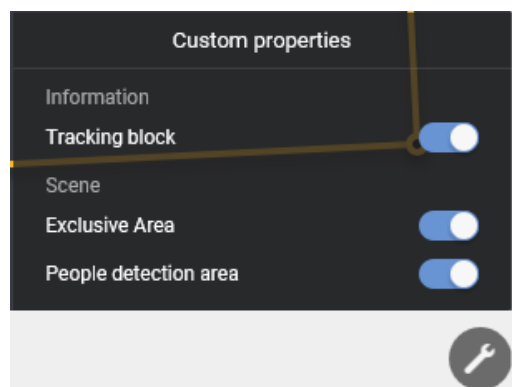 Custom properties
Information
Tracking block
Scene
Exclusive Area
People detection area